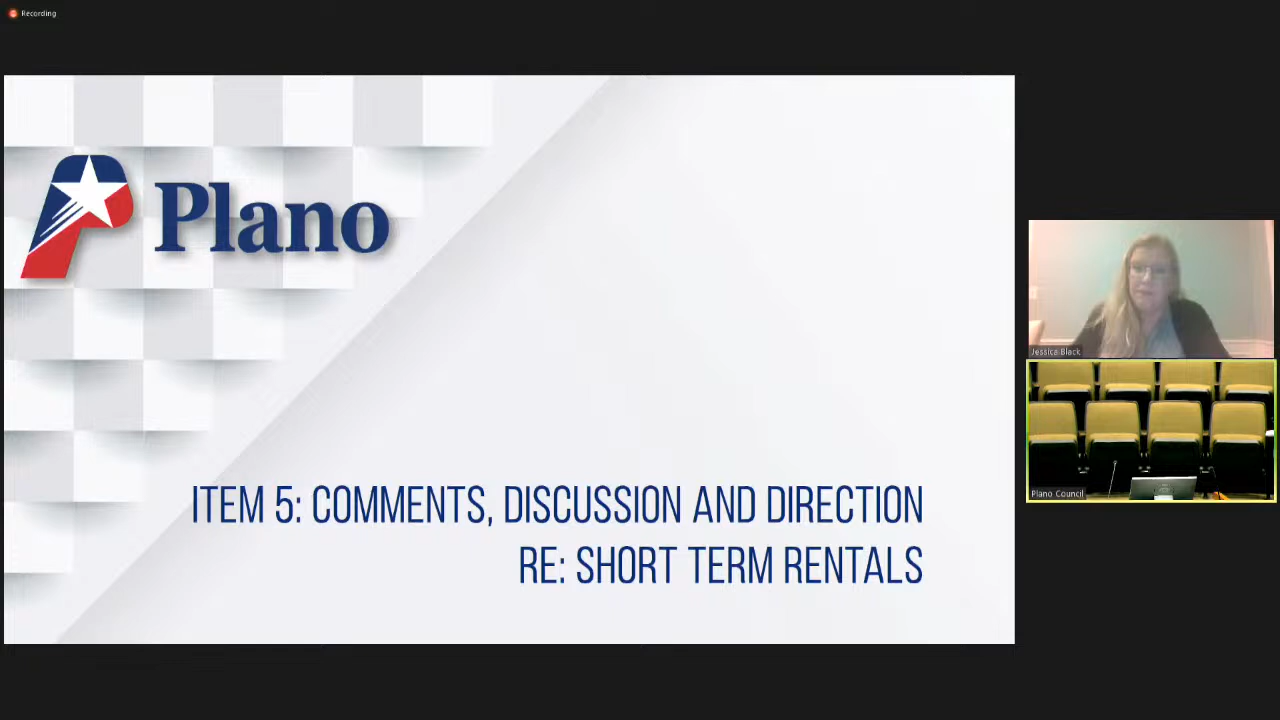 Recording
Plano
ITEM 5: COMMENTS, DISCUSSION AND DIRECTION
RE: SHORT TERM RENTALS
Jessica Black
Plano Council